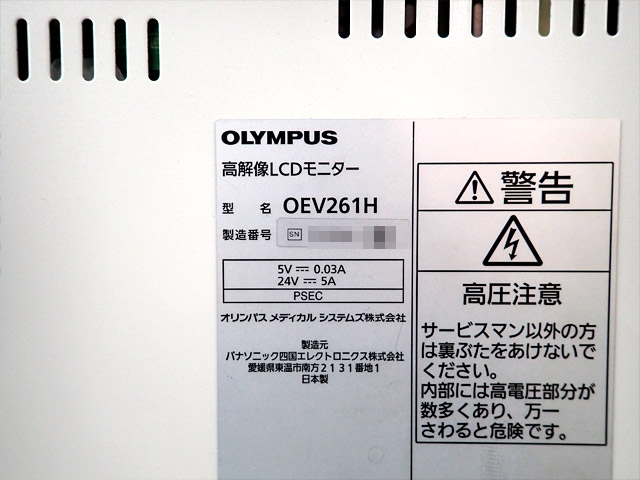 OLYMPUS
高解像LCDモニター
型 名 OEV261H
製造番号 SN
5V ⎓ 0.03A
24V ⎓ 5A
PSEC
オリンパス メディカル システムズ株式会社
製造元
パナソニック四国エレクトロニクス株式会社
愛媛県東温市南方2131番地1
日本製
警告
高圧注意
サービスマン以外の方
は裏ぶたをあけないで
ください。
内部には高電圧部分が
数多くあり、万一
さわると危険です。